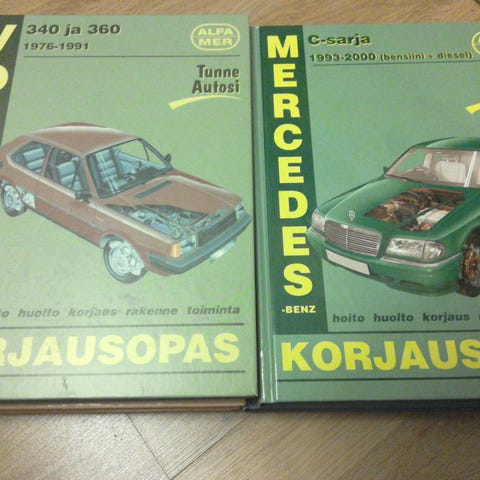 340 ja 360
1976-1991
ALFA
MER
Tunne
Autosi
huolto korjaus rakenne toiminta
RJAUSOPAS
MERCEDES
-BENZ
C-sarja
1993-2000 (bensiini + diesel)
hoito huolto korjaus
KORJAUS